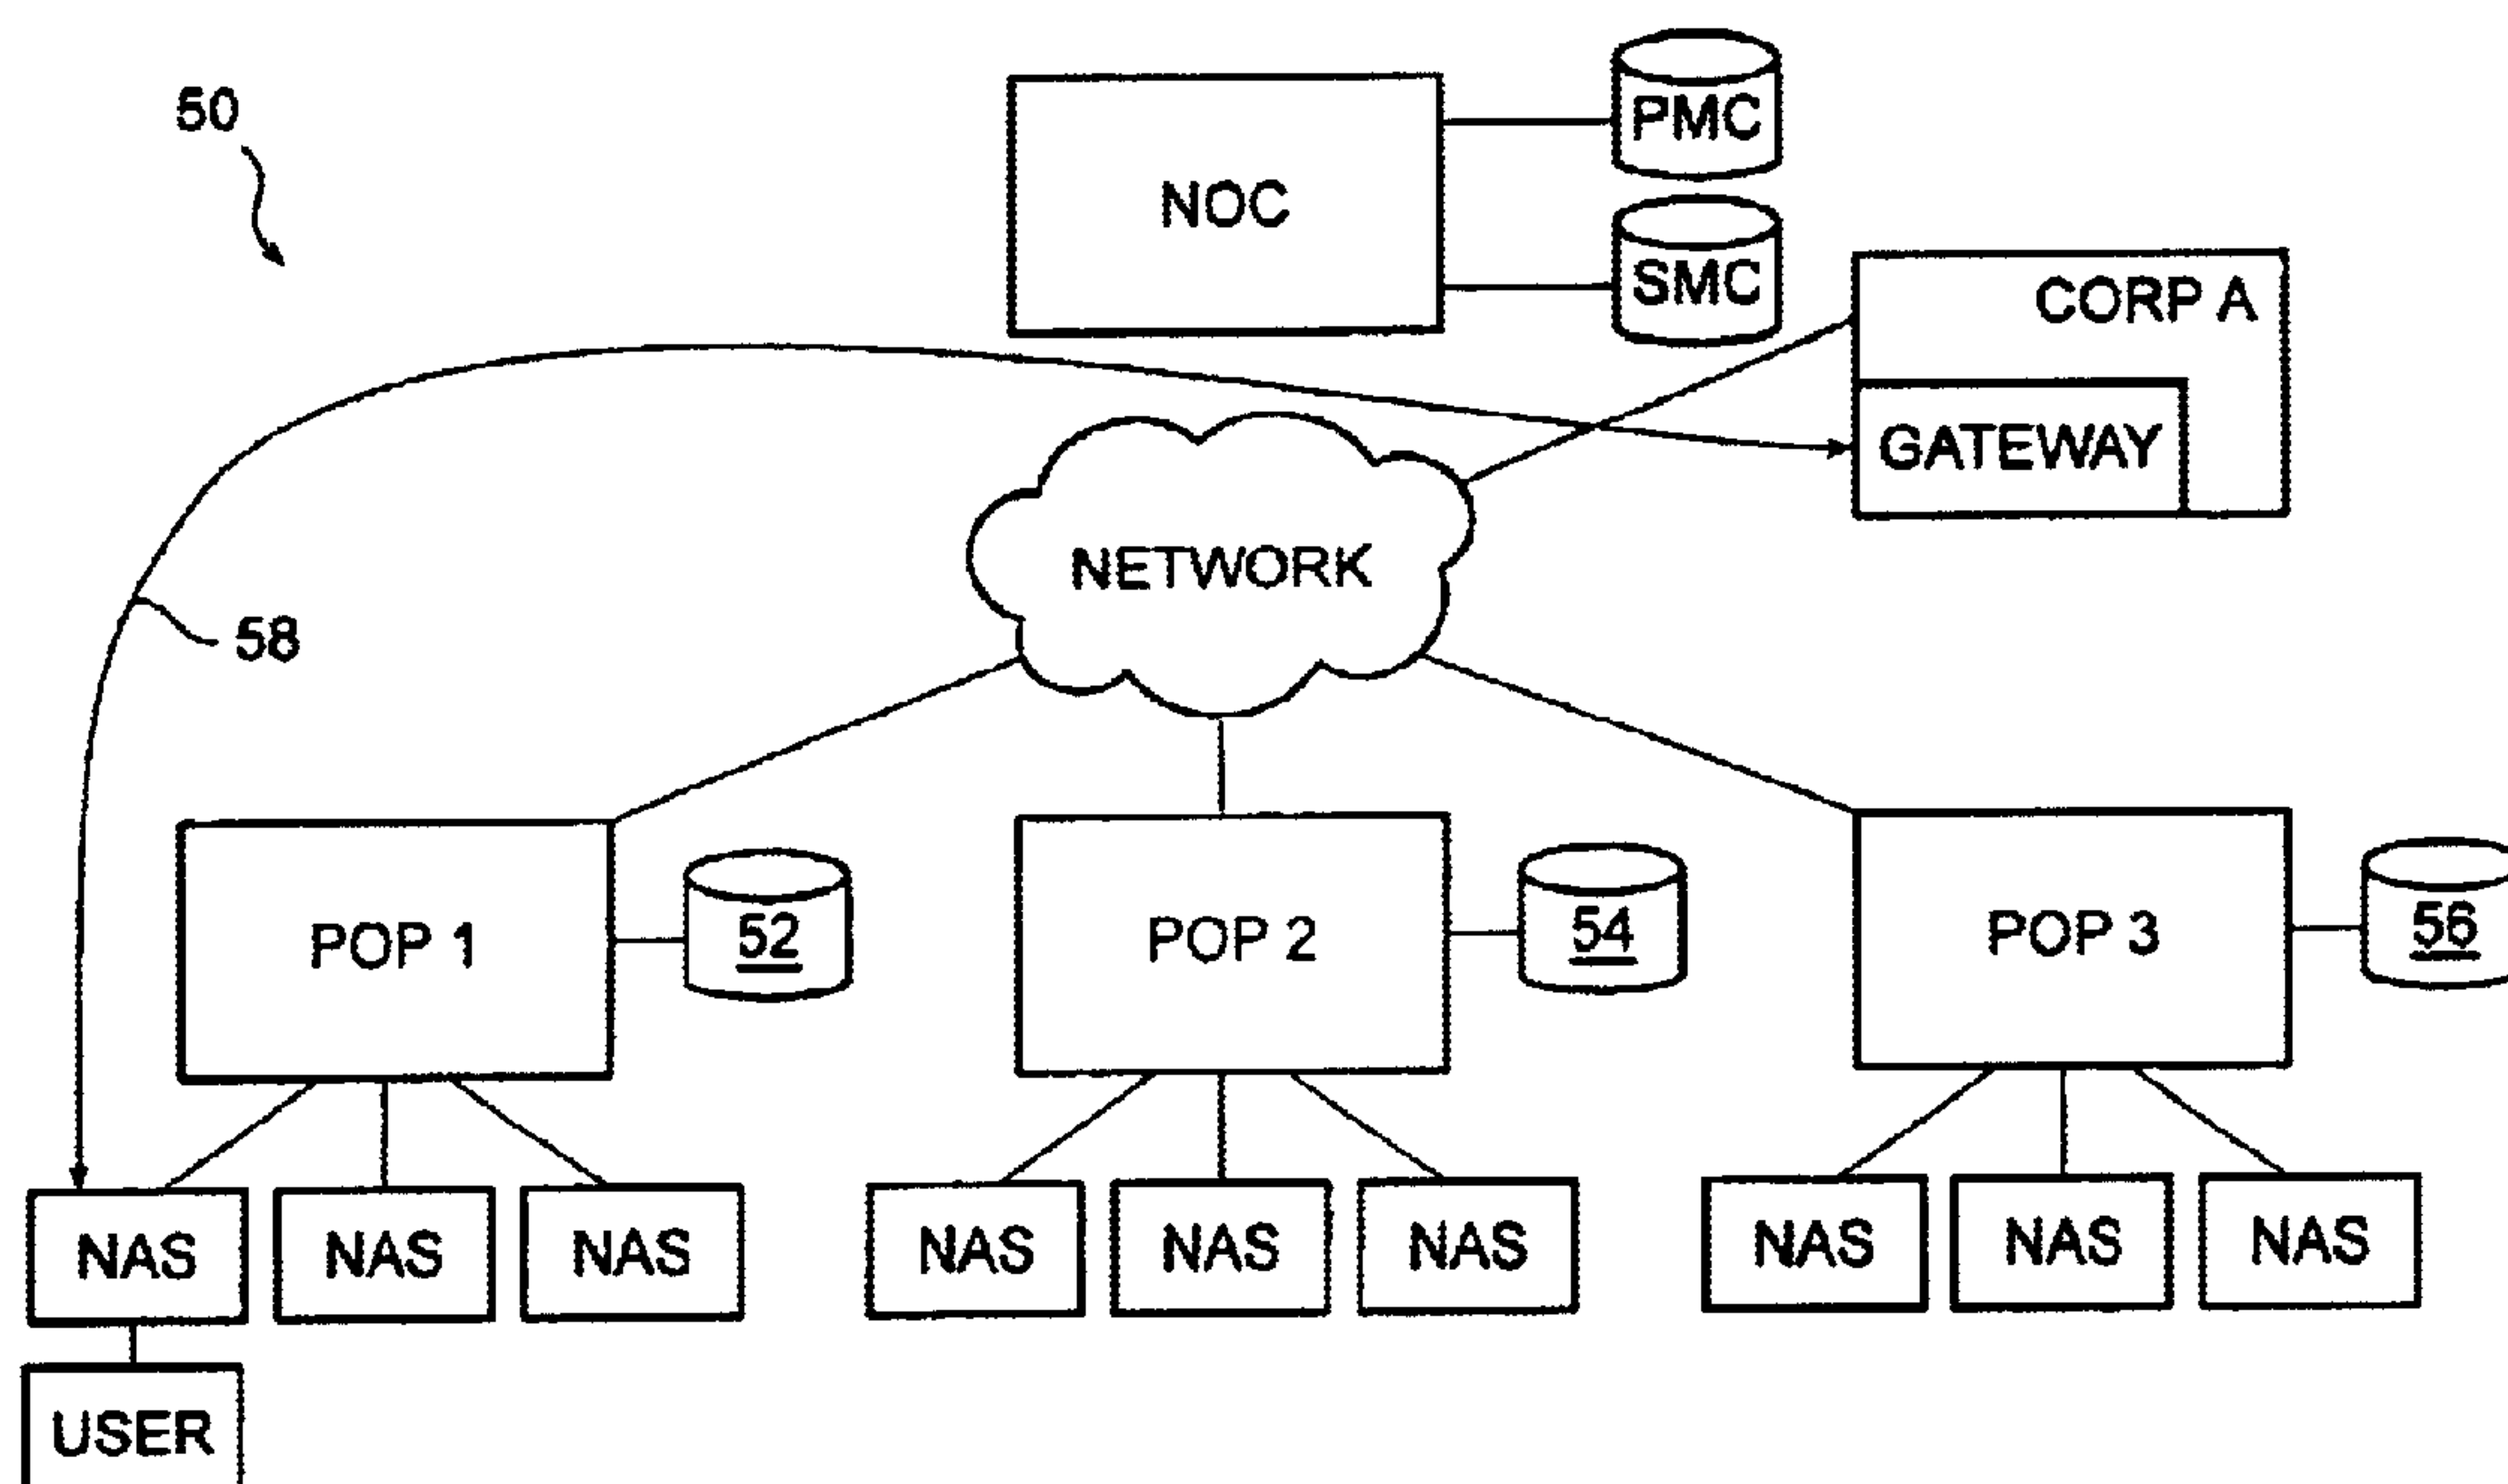 50
PMC
NOC
SMC
CORP A
GATEWAY
NETWORK
58
POP 1
52
POP 2
54
POP 3
56
NAS
NAS
NAS
NAS
NAS
NAS
NAS
NAS
NAS
USER